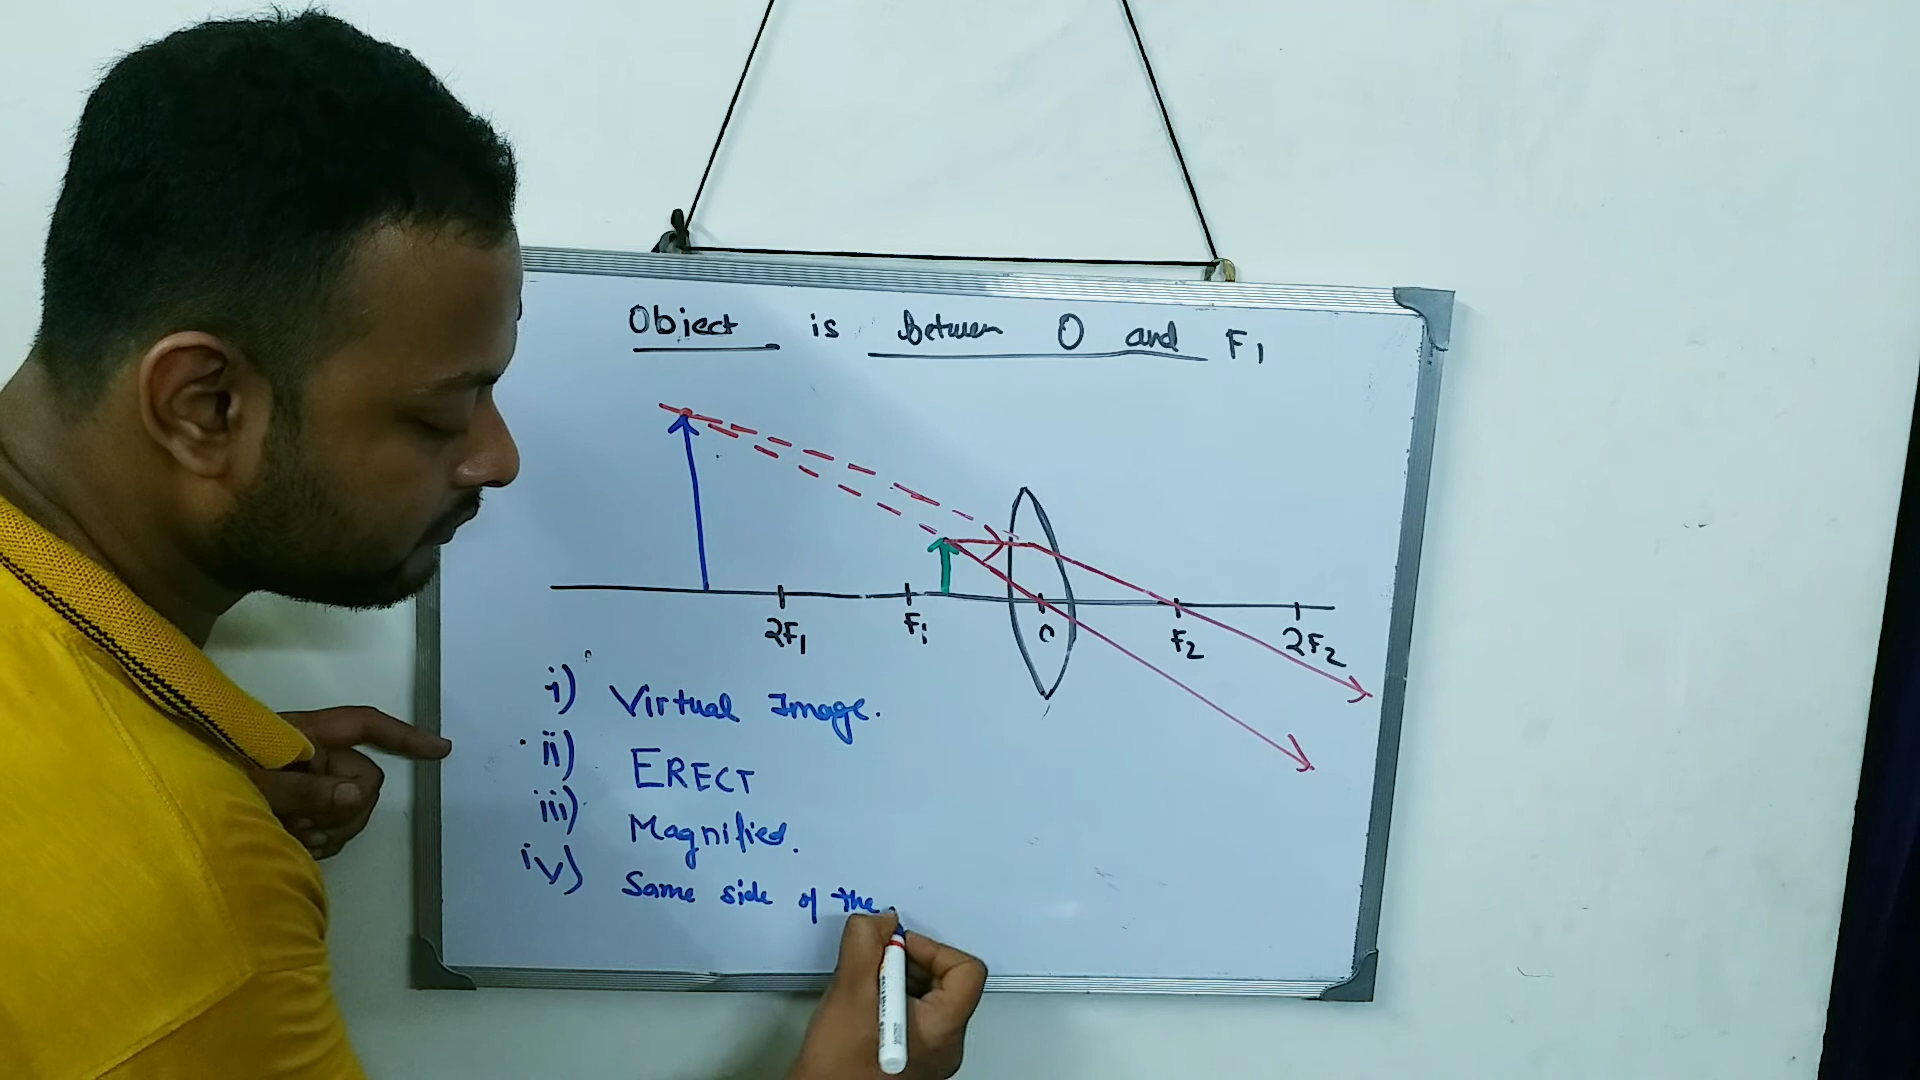 Object is between O and F1
2F1 F1 O F2 2F2
i) Virtual Image.
ii) ERECT
iii) Magnified.
iv) Same side of the